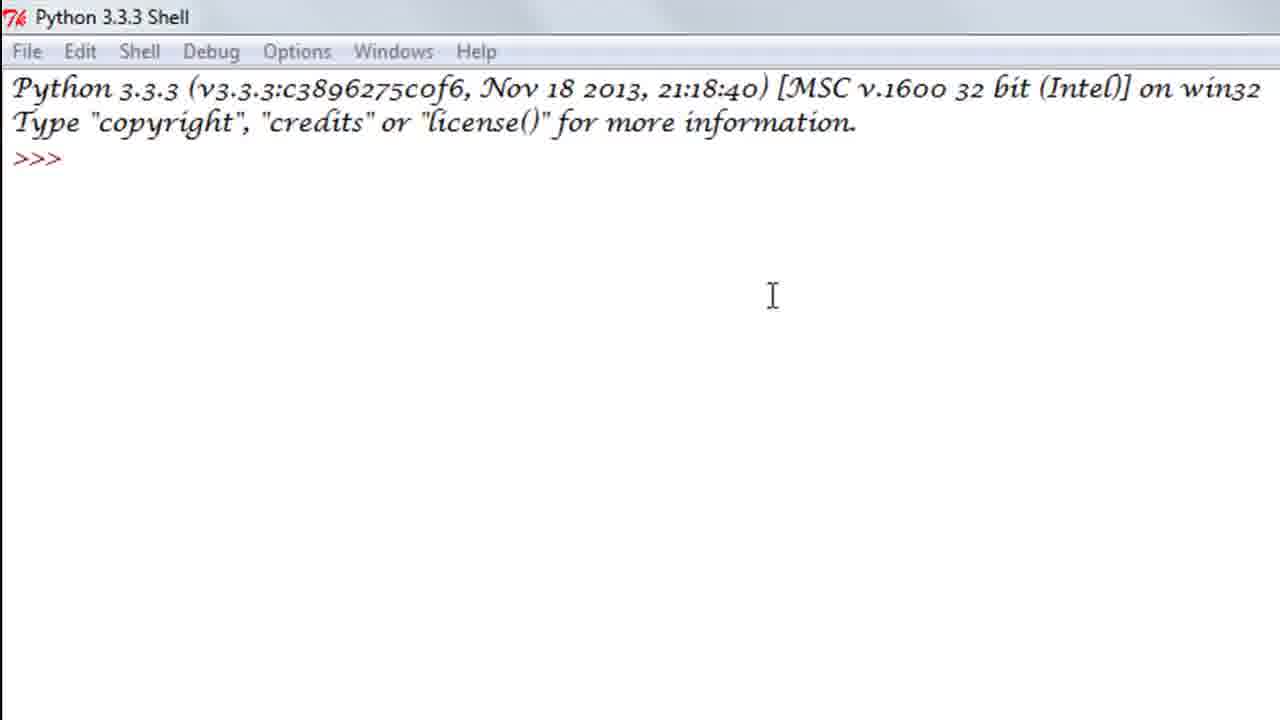 Python 3.3.3 Shell
File Edit Shell Debug Options Windows Help
Python 3.3.3 (v3.3.3:c3896275c0f6, Nov 18 2013, 21:18:40) [MSC v.1600 32 bit (Intel)] on win32
Type "copyright", "credits" or "license()" for more information.
>>>